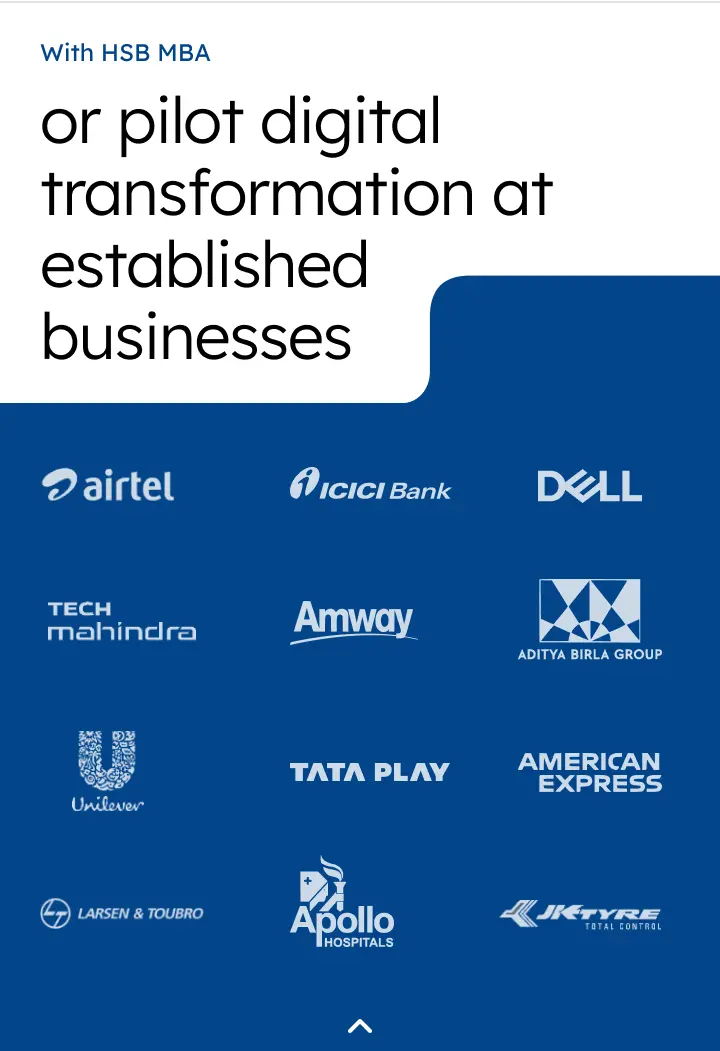 With HSB MBA
or pilot digital
transformation at
established
businesses
airtel
ICICI Bank
DELL
TECH
mahindra
Amway
ADITYA BIRLA GROUP
Unilever
TATA PLAY
AMERICAN
EXPRESS
LARSEN & TOUBRO
Apollo
HOSPITALS
JK TYRE
TOTAL CONTROL